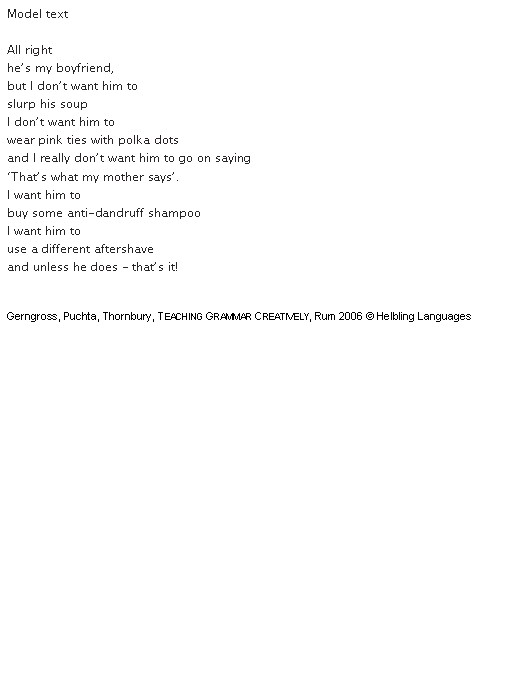 Model text
All right
he's my boyfriend,
but I don't want him to
slurp his soup
I don't want him to
wear pink ties with polka dots
and I really don't want him to go on saying
‘That's what my mother says’.
I want him to
buy some anti-dandruff shampoo
I want him to
use a different aftershave
and unless he does – that's it!
Gerngross, Puchta, Thornbury, TEACHING GRAMMAR CREATIVELY, Rum 2006 © Helbling Languages